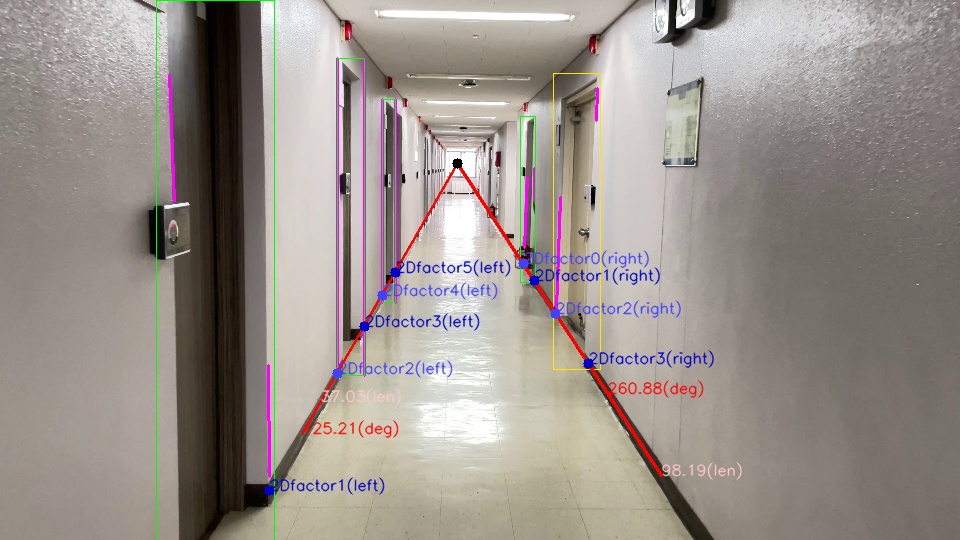 2Dfactor0(right)
2Dfactor5(left)
2Dfactor1(right)
2Dfactor4(left)
2Dfactor2(right)
2Dfactor3(left)
2Dfactor3(right)
2Dfactor2(left)
260.88(deg)
37.03(len)
25.21(deg)
98.19(len)
2Dfactor1(left)